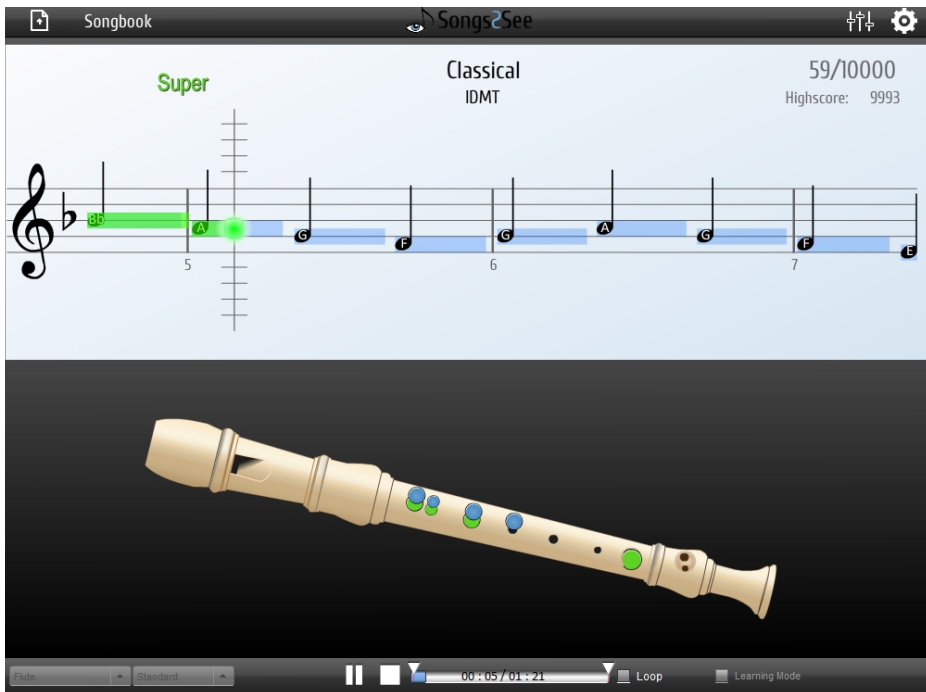 Songbook
Songs2See
Super
Classical
IDMT
59/10000
Highscore: 9993
Bb A G F G A G F E
5 6 7
Flute
Standard
00 : 05 / 01 : 21
Loop
Learning Mode